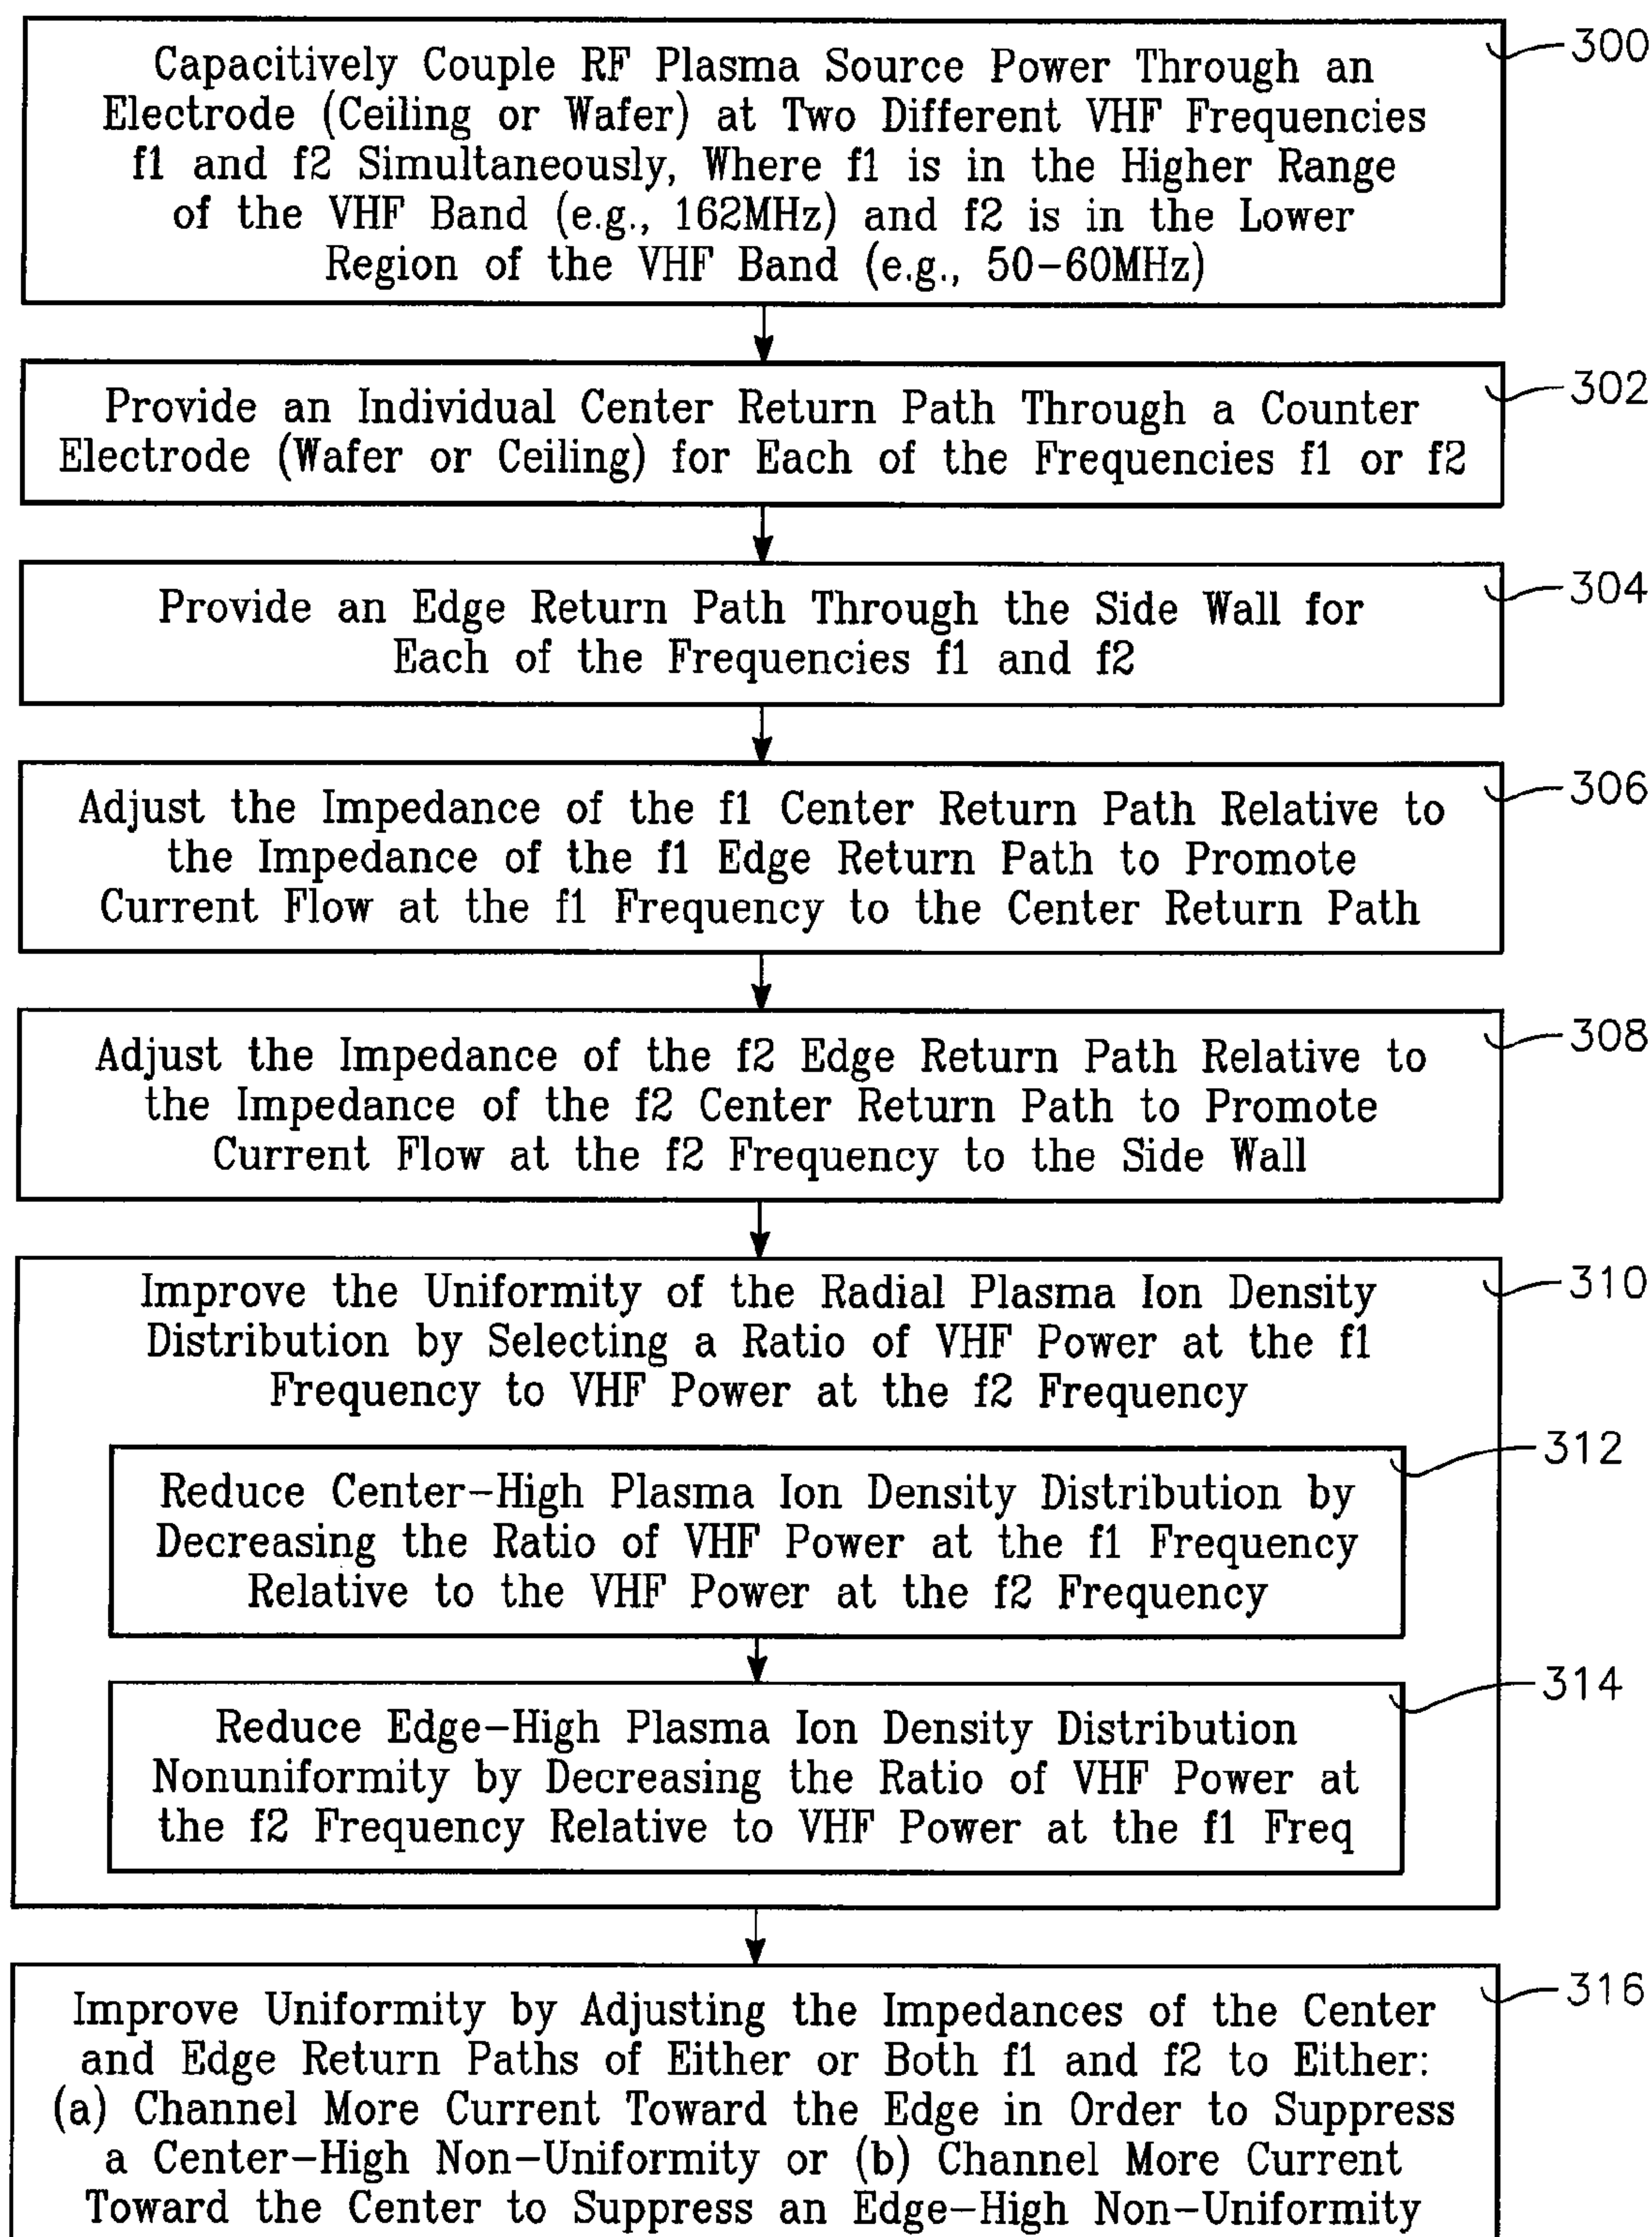 300
Capacitively Couple RF Plasma Source Power Through an
Electrode (Ceiling or Wafer) at Two Different VHF Frequencies
f1 and f2 Simultaneously, Where f1 is in the Higher Range
of the VHF Band (e.g., 162MHz) and f2 is in the Lower
Region of the VHF Band (e.g., 50-60MHz)
302
Provide an Individual Center Return Path Through a Counter
Electrode (Wafer or Ceiling) for Each of the Frequencies f1 or f2
304
Provide an Edge Return Path Through the Side Wall for
Each of the Frequencies f1 and f2
306
Adjust the Impedance of the f1 Center Return Path Relative to
the Impedance of the f1 Edge Return Path to Promote
Current Flow at the f1 Frequency to the Center Return Path
308
Adjust the Impedance of the f2 Edge Return Path Relative to
the Impedance of the f2 Center Return Path to Promote
Current Flow at the f2 Frequency to the Side Wall
310
Improve the Uniformity of the Radial Plasma Ion Density
Distribution by Selecting a Ratio of VHF Power at the f1
Frequency to VHF Power at the f2 Frequency
312
Reduce Center-High Plasma Ion Density Distribution by
Decreasing the Ratio of VHF Power at the f1 Frequency
Relative to the VHF Power at the f2 Frequency
314
Reduce Edge-High Plasma Ion Density Distribution
Nonuniformity by Decreasing the Ratio of VHF Power at
the f2 Frequency Relative to VHF Power at the f1 Freq
316
Improve Uniformity by Adjusting the Impedances of the Center
and Edge Return Paths of Either or Both f1 and f2 to Either:
(a) Channel More Current Toward the Edge in Order to Suppress
a Center-High Non-Uniformity or (b) Channel More Current
Toward the Center to Suppress an Edge-High Non-Uniformity